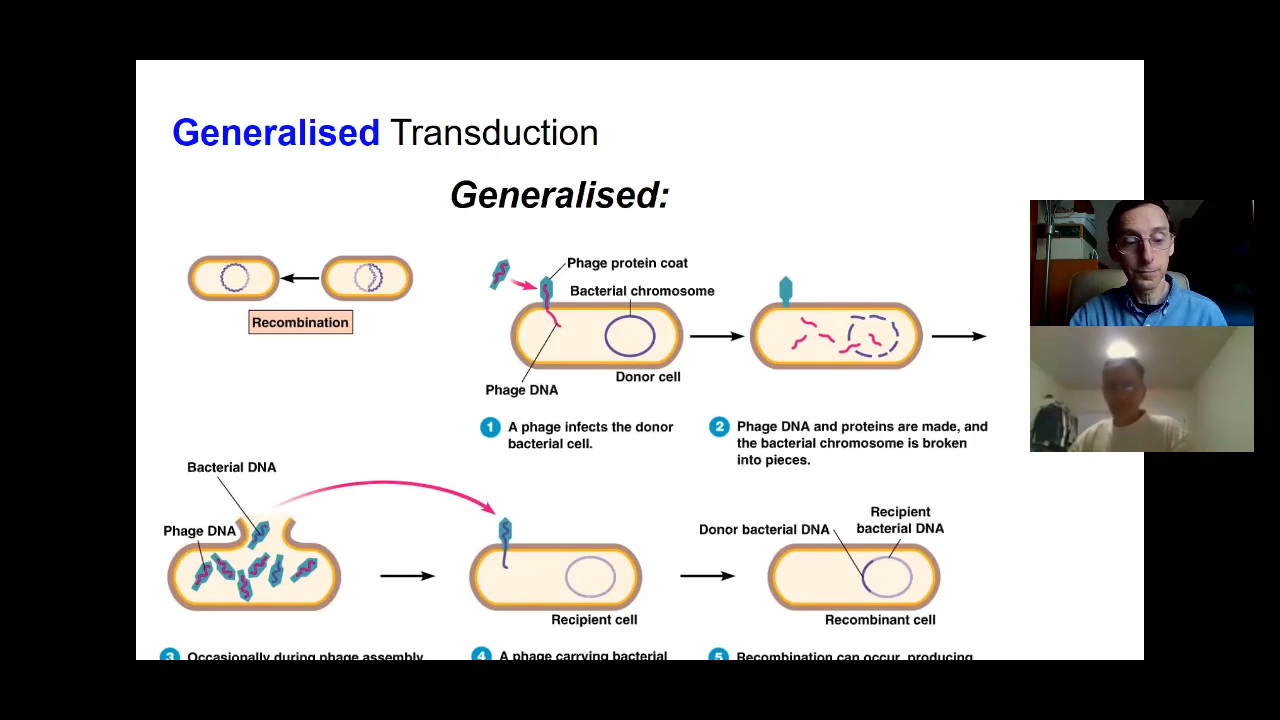 Generalised Transduction
Generalised:
Recombination
Phage protein coat
Bacterial chromosome
Phage DNA
Donor cell
1 A phage infects the donor
bacterial cell.
2 Phage DNA and proteins are made, and
the bacterial chromosome is broken
into pieces.
Bacterial DNA
Phage DNA
Recipient cell
Donor bacterial DNA
Recipient
bacterial DNA
Recombinant cell
3 Occasionally during phage assembly
4 A phage carrying bacterial
5 Recombination can occur, producing